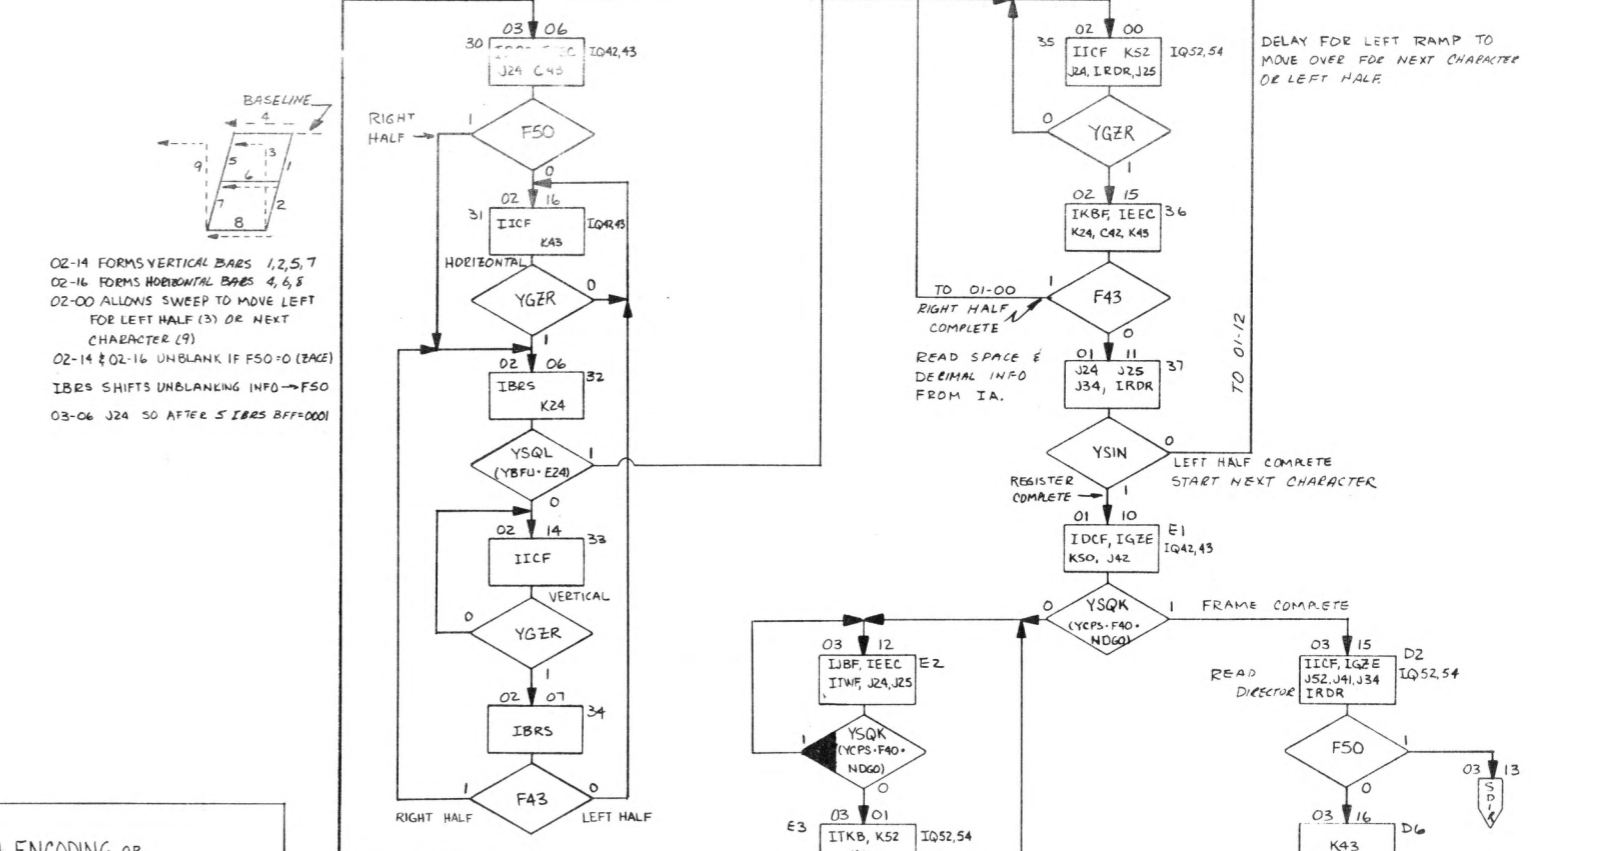 BASELINE
4
3
5
1
9
6
7
2
8
02-14 FORMS VERTICAL BARS 1,2,5,7
02-16 FORMS HORIZONTAL BARS 4,6,8
02-00 ALLOWS SWEEP TO MOVE LEFT
FOR LEFT HALF (3) OR NEXT
CHARACTER (9)
02-14 & 02-16 UNBLANK IF F50=0 (ZACE)
IBRS SHIFTS UNBLANKING INFO→F50
03-06 J24 SO AFTER 5 IBRS BFF=0001
ENCODING OR
03 06
30
IQ42,43
J24 C43
RIGHT
HALF
1
F50
0
02 16
31
IICF
K43
IQ42,43
HORIZONTAL
YGZR
0
1
02 06
32
IBRS
K24
YSQL
(YBFU·E24)
1
0
02 14
33
IICF
VERTICAL
0
YGZR
1
02 07
34
IBRS
1
F43
0
RIGHT HALF
LEFT HALF
02 00
35
IICF K52
J24, IRDR, J25
IQ52,54
0
YGZR
1
02 15
36
IKBF, IEEC
K24, C42, K43
1
F43
0
TO 01-00
RIGHT HALF
COMPLETE
READ SPACE &
DECIMAL INFO
FROM IA.
01 11
37
J24 J25
J34, IRDR
YSIN
0
LEFT HALF COMPLETE
START NEXT CHARACTER
REGISTER
COMPLETE
1
TO 01-12
DELAY FOR LEFT RAMP TO
MOVE OVER FOR NEXT CHARACTER
OR LEFT HALF.
01 10
E1
IDCF, IGZE
K50, J42
IQ42,43
0
YSQK
(YCPS·F40·
NDGO)
1
FRAME COMPLETE
03 12
E2
IJBF, IEEC
ITWF, J24, J25
1
YSQK
(YCPS·F40·
NDGO)
0
03 01
E3
ITKB, K52
IQ52,54
03 15
D2
READ
DIRECTOR
IICF, IGZE
J52, J41, J34
IRDR
IQ52,54
F50
1
0
03 13
SDIR
03 16
D6
K43